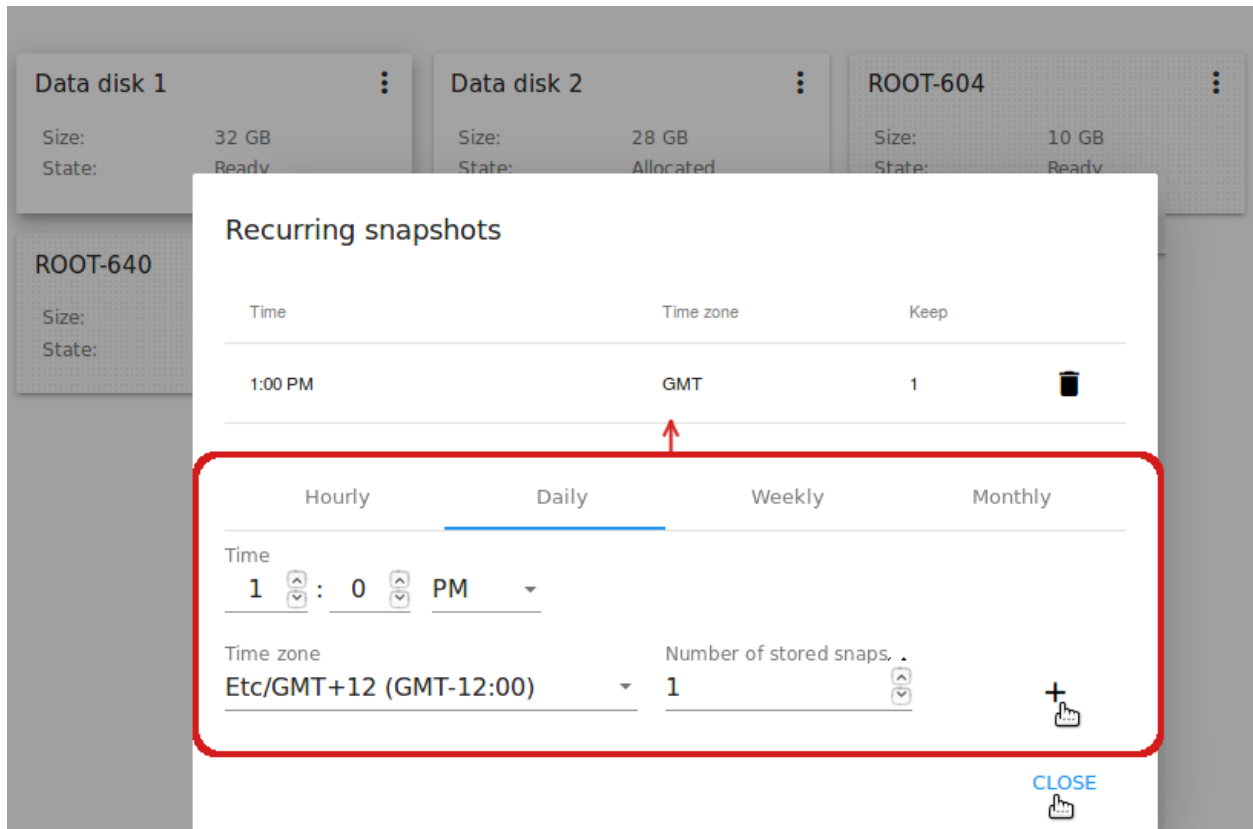 Data disk 1 Data disk 2 ROOT-604
Size: 32 GB Size: 28 GB Size: 10 GB
State: Ready State: Allocated State: Ready
ROOT-640
Size:
State:
Recurring snapshots
Time Time zone Keep
1:00 PM GMT 1
Hourly Daily Weekly Monthly
Time
1 : 0 PM
Time zone Number of stored snaps
Etc/GMT+12 (GMT-12:00) 1
+
CLOSE